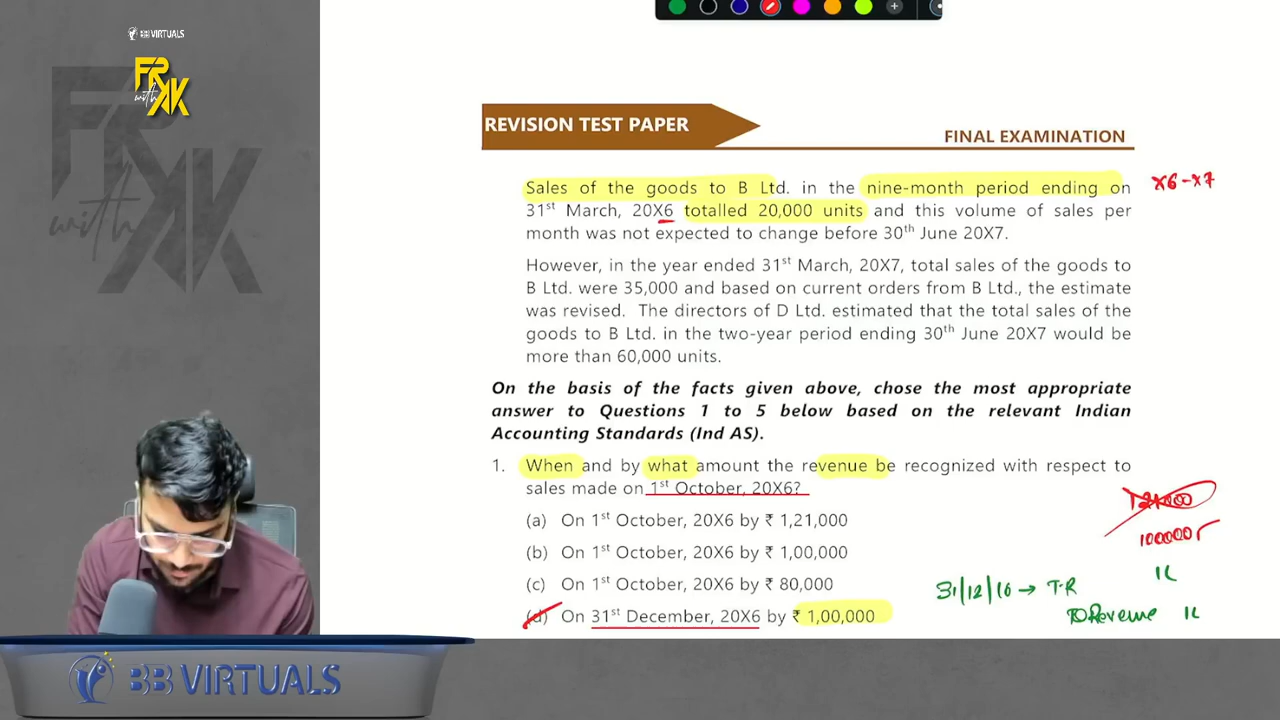 BB VIRTUALS
FR
with
AK
REVISION TEST PAPER
FINAL EXAMINATION
Sales of the goods to B Ltd. in the nine-month period ending on
X6-X7
31st March, 20X6 totalled 20,000 units and this volume of sales per
month was not expected to change before 30th June 20X7.
However, in the year ended 31st March, 20X7, total sales of the goods to
B Ltd. were 35,000 and based on current orders from B Ltd., the estimate
was revised. The directors of D Ltd. estimated that the total sales of the
goods to B Ltd. in the two-year period ending 30th June 20X7 would be
more than 60,000 units.
On the basis of the facts given above, chose the most appropriate
answer to Questions 1 to 5 below based on the relevant Indian
Accounting Standards (Ind AS).
1. When and by what amount the revenue be recognized with respect to
sales made on 1st October, 20X6?
121000
(a) On 1st October, 20X6 by ₹ 1,21,000
100000
(b) On 1st October, 20X6 by ₹ 1,00,000
(c) On 1st October, 20X6 by ₹ 80,000
31/12/16 → T.R 1L
(d) On 31st December, 20X6 by ₹ 1,00,000
To Revenue 1L
BB VIRTUALS